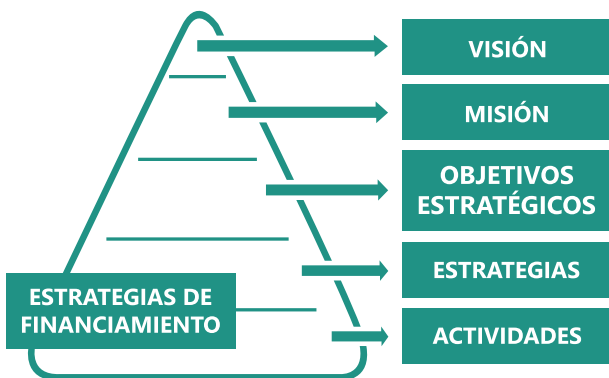 VISIÓN
MISIÓN
OBJETIVOS
ESTRATÉGICOS
ESTRATEGIAS
ESTRATEGIAS DE
FINANCIAMIENTO
ACTIVIDADES